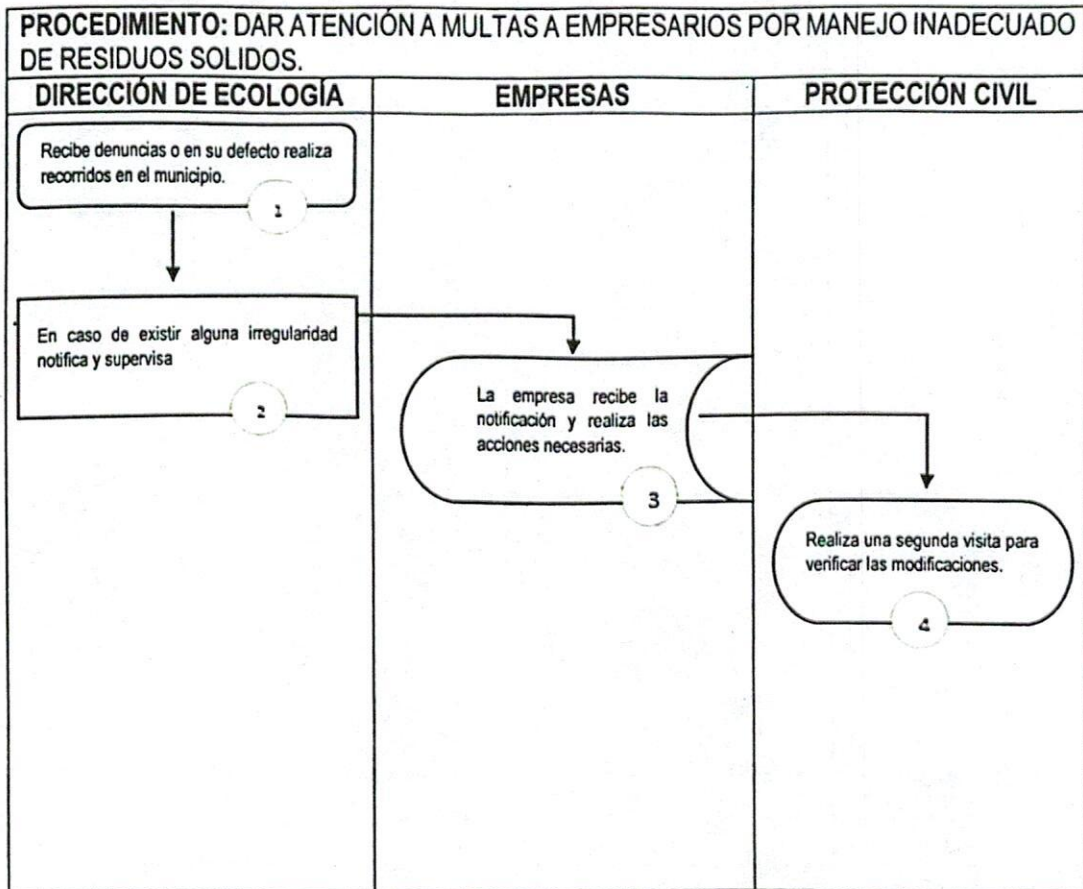 PROCEDIMIENTO: DAR ATENCIÓN A MULTAS A EMPRESARIOS POR MANEJO INADECUADO
DE RESIDUOS SOLIDOS.
DIRECCIÓN DE ECOLOGÍA
EMPRESAS
PROTECCIÓN CIVIL
Recibe denuncias o en su defecto realiza
recorridos en el municipio.
1
En caso de existir alguna irregularidad
notifica y supervisa
2
La empresa recibe la
notificación y realiza las
acciones necesarias.
3
Realiza una segunda visita para
verificar las modificaciones.
4